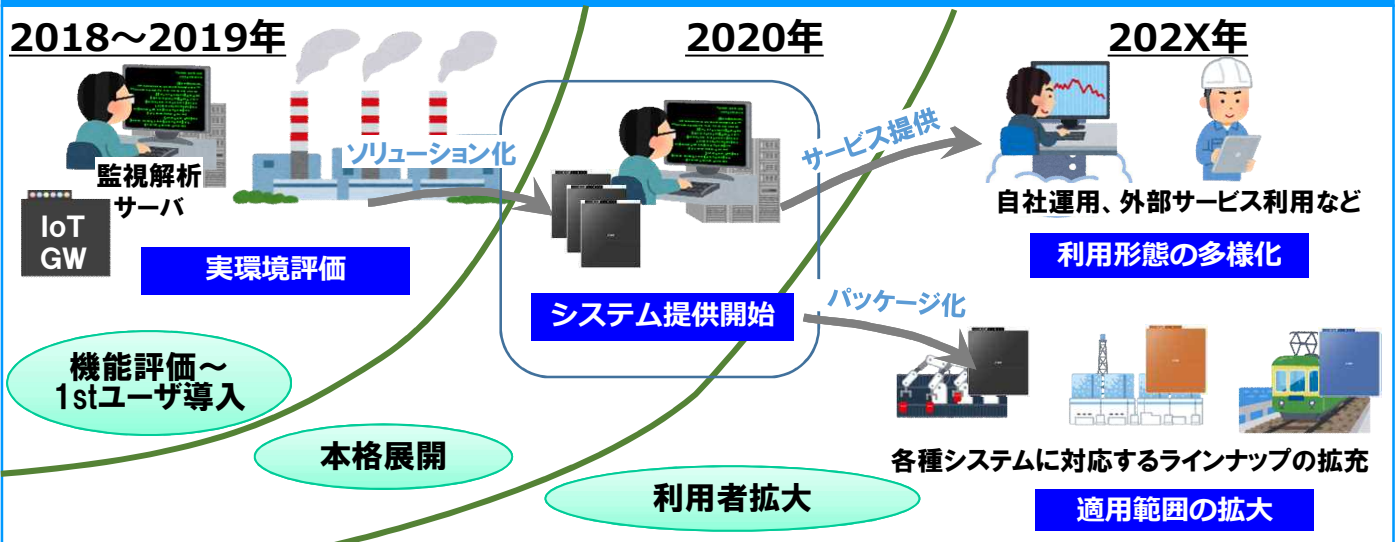 2018～2019年
監視解析
サーバ
IoT
GW
ソリューション化
実環境評価
機能評価～
1stユーザ導入
2020年
システム提供開始
本格展開
サービス提供
パッケージ化
利用者拡大
202X年
自社運用、外部サービス利用など
利用形態の多様化
各種システムに対応するラインナップの拡充
適用範囲の拡大